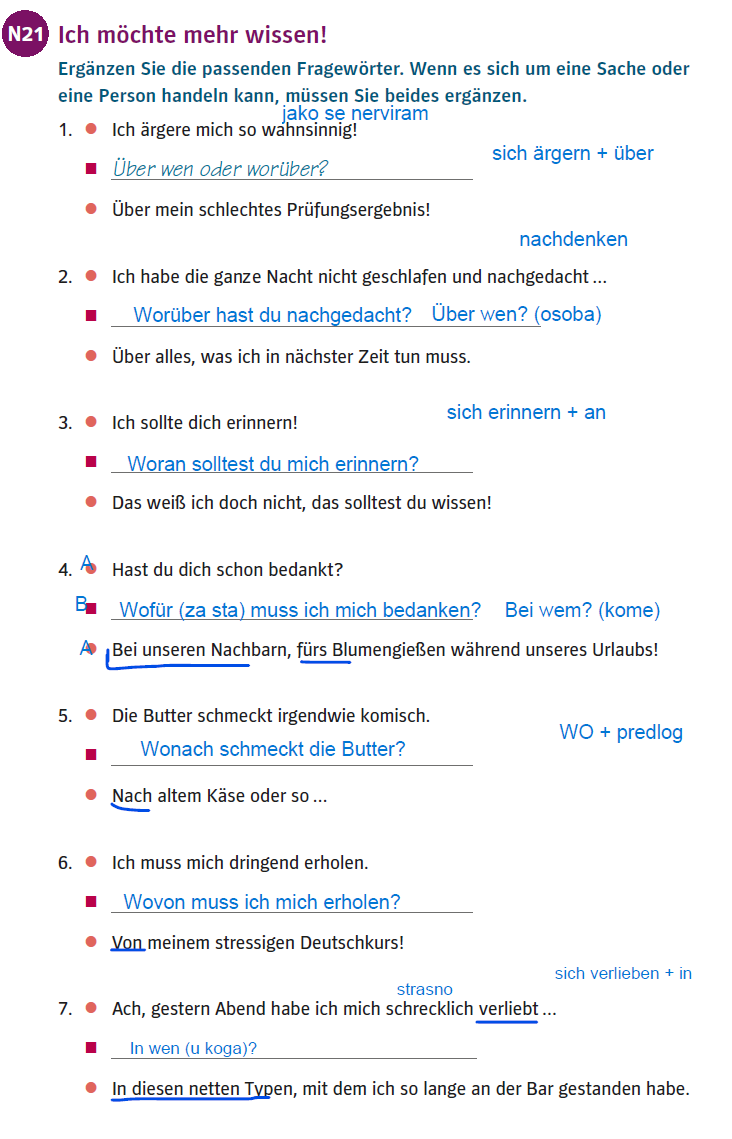 N21 Ich möchte mehr wissen!
Ergänzen Sie die passenden Fragewörter. Wenn es sich um eine Sache oder
eine Person handeln kann, müssen Sie beides ergänzen.
jako se nerviram
1. Ich ärgere mich so wahnsinnig!
sich ärgern + über
Über wen oder worüber?
Über mein schlechtes Prüfungsergebnis!
nachdenken
2. Ich habe die ganze Nacht nicht geschlafen und nachgedacht ...
Worüber hast du nachgedacht? Über wen? (osoba)
Über alles, was ich in nächster Zeit tun muss.
sich erinnern + an
3. Ich sollte dich erinnern!
Woran solltest du mich erinnern?
Das weiß ich doch nicht, das solltest du wissen!
4. A Hast du dich schon bedankt?
B Wofür (za sta) muss ich mich bedanken? Bei wem? (kome)
A Bei unseren Nachbarn, fürs Blumengießen während unseres Urlaubs!
5. Die Butter schmeckt irgendwie komisch.
WO + predlog
Wonach schmeckt die Butter?
Nach altem Käse oder so ...
6. Ich muss mich dringend erholen.
Wovon muss ich mich erholen?
Von meinem stressigen Deutschkurs!
sich verlieben + in
strasno
7. Ach, gestern Abend habe ich mich schrecklich verliebt ...
In wen (u koga)?
In diesen netten Typen, mit dem ich so lange an der Bar gestanden habe.